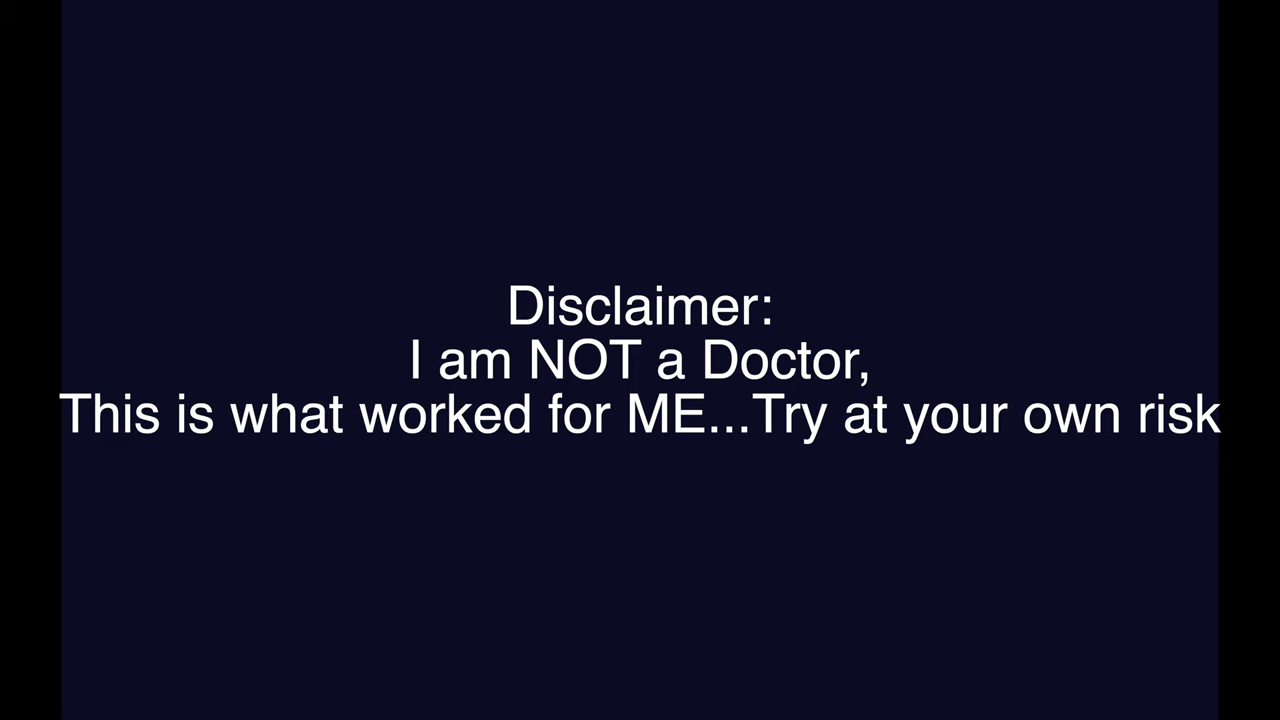 Disclaimer:
I am NOT a Doctor,
This is what worked for ME...Try at your own risk